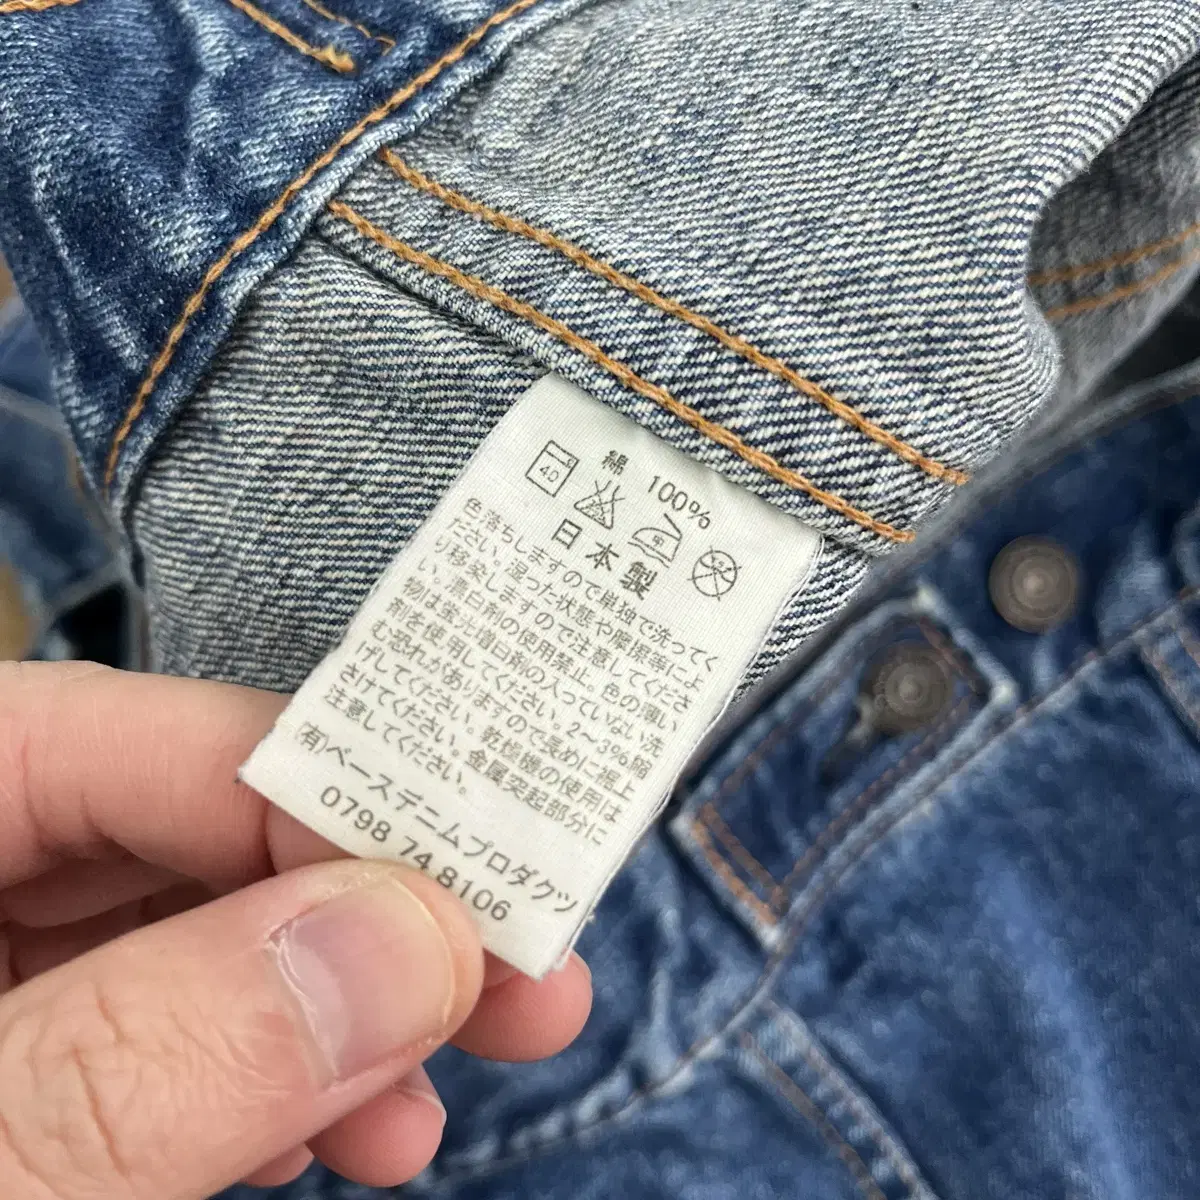 綿 100%
40 中
日本製
色落ちしますので単独で洗って
ください。湿った状態や摩擦等によ
り移染しますので注意してくださ
い。漂白剤の使用禁止。色の薄い
物は蛍光増白剤の入っていない洗
剤を使用してください。2～3%縮
む恐れがありますので長めに裾上
げしてください。乾燥機の使用は
さけてください。金属突起部分に
注意してください。
(有)ベースデニムプロダクツ
0798 74 8106